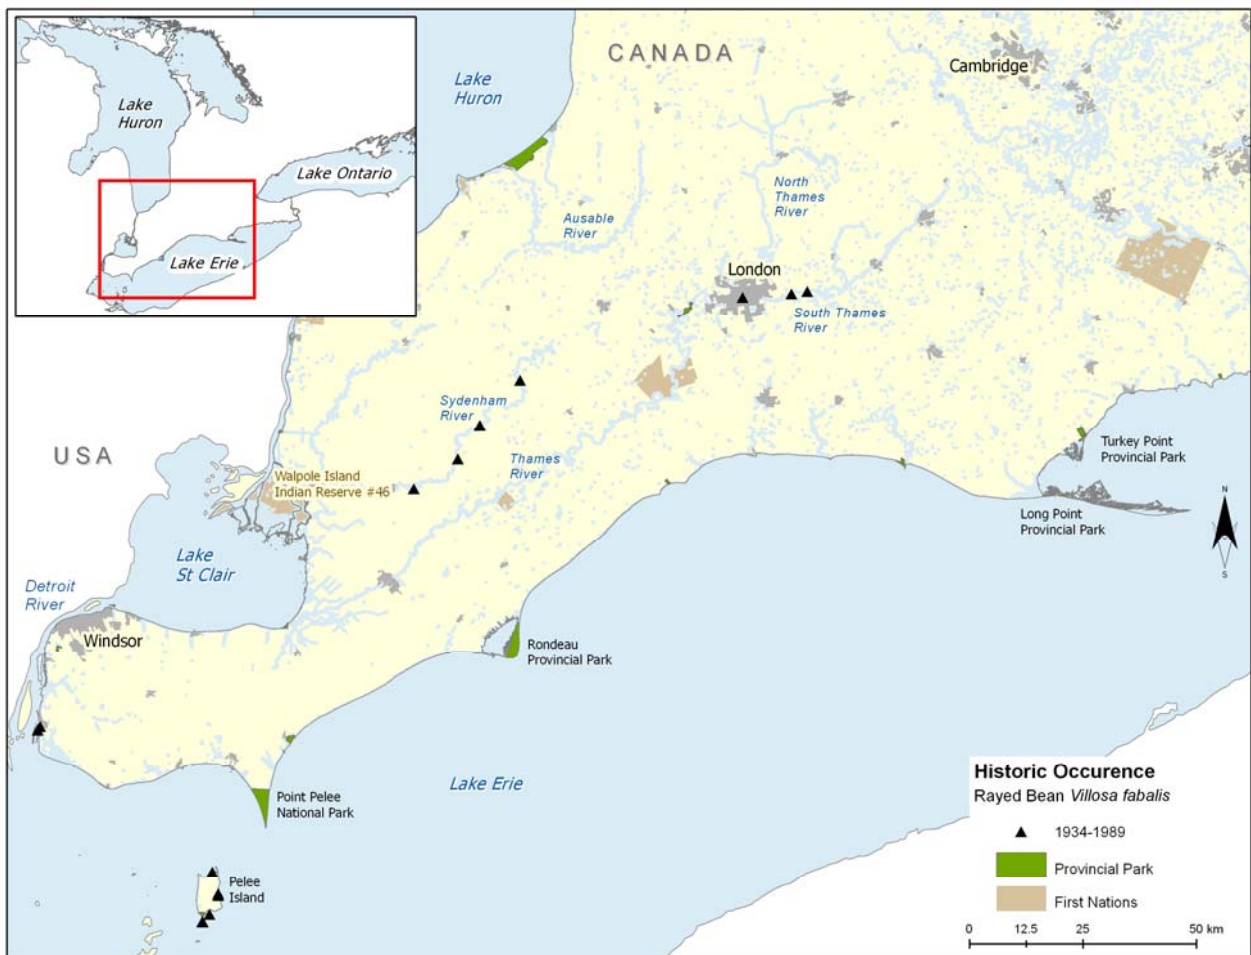 Lake
Huron
Lake Ontario
Lake Erie
CANADA
Lake
Huron
Cambridge
North
Thames
River
Ausable
River
London
South Thames
River
Sydenham
River
Thames
River
USA
Walpole Island
Indian Reserve #46
Turkey Point
Provincial Park
Long Point
Provincial Park
N
S
Lake
St Clair
Detroit
River
Windsor
Rondeau
Provincial Park
Lake Erie
Point Pelee
National Park
Pelee
Island
Historic Occurence
Rayed Bean Villosa fabalis
1934-1989
Provincial Park
First Nations
0 12.5 25 50 km